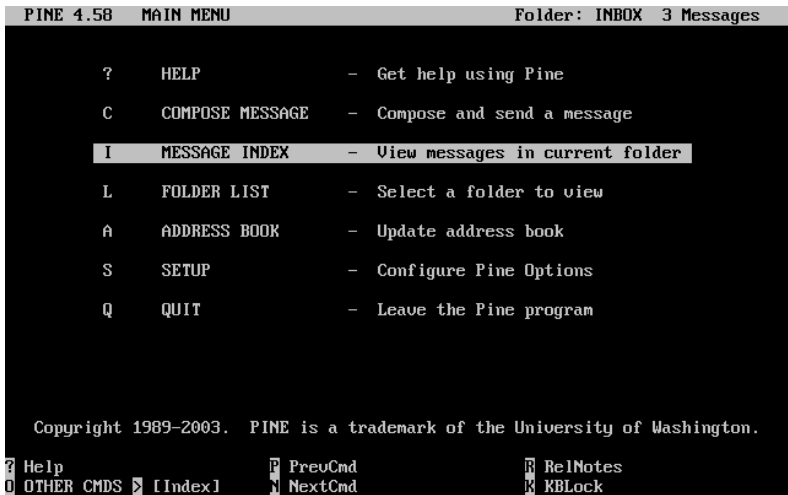 PINE 4.58   MAIN MENU                             Folder: INBOX  3 Messages
?     HELP               -  Get help using Pine
C     COMPOSE MESSAGE    -  Compose and send a message
I     MESSAGE INDEX      -  View messages in current folder
L     FOLDER LIST        -  Select a folder to view
A     ADDRESS BOOK       -  Update address book
S     SETUP              -  Configure Pine Options
Q     QUIT               -  Leave the Pine program
Copyright 1989-2003.  PINE is a trademark of the University of Washington.
? Help                     P PrevCmd                 R RelNotes
O OTHER CMDS > [Index]     N NextCmd                 K KBLock